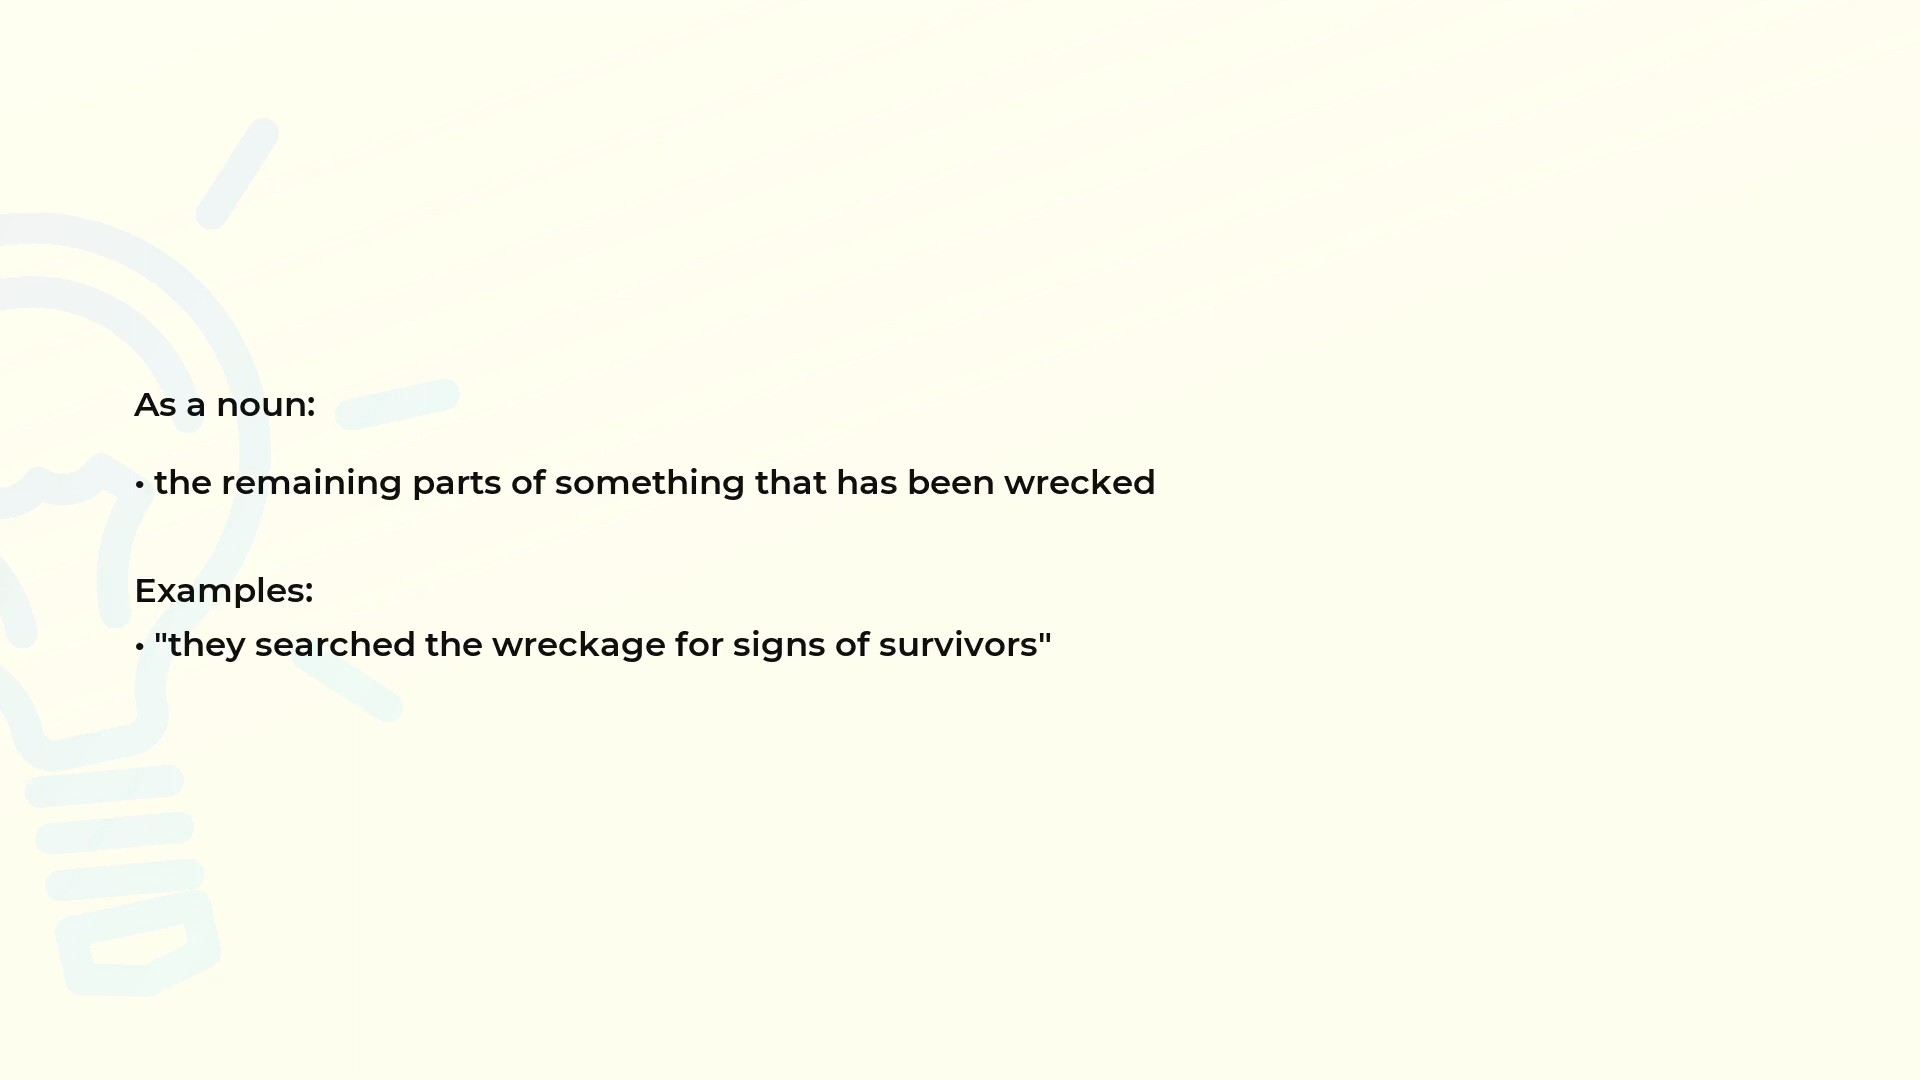 As a noun:
• the remaining parts of something that has been wrecked
Examples:
• "they searched the wreckage for signs of survivors"